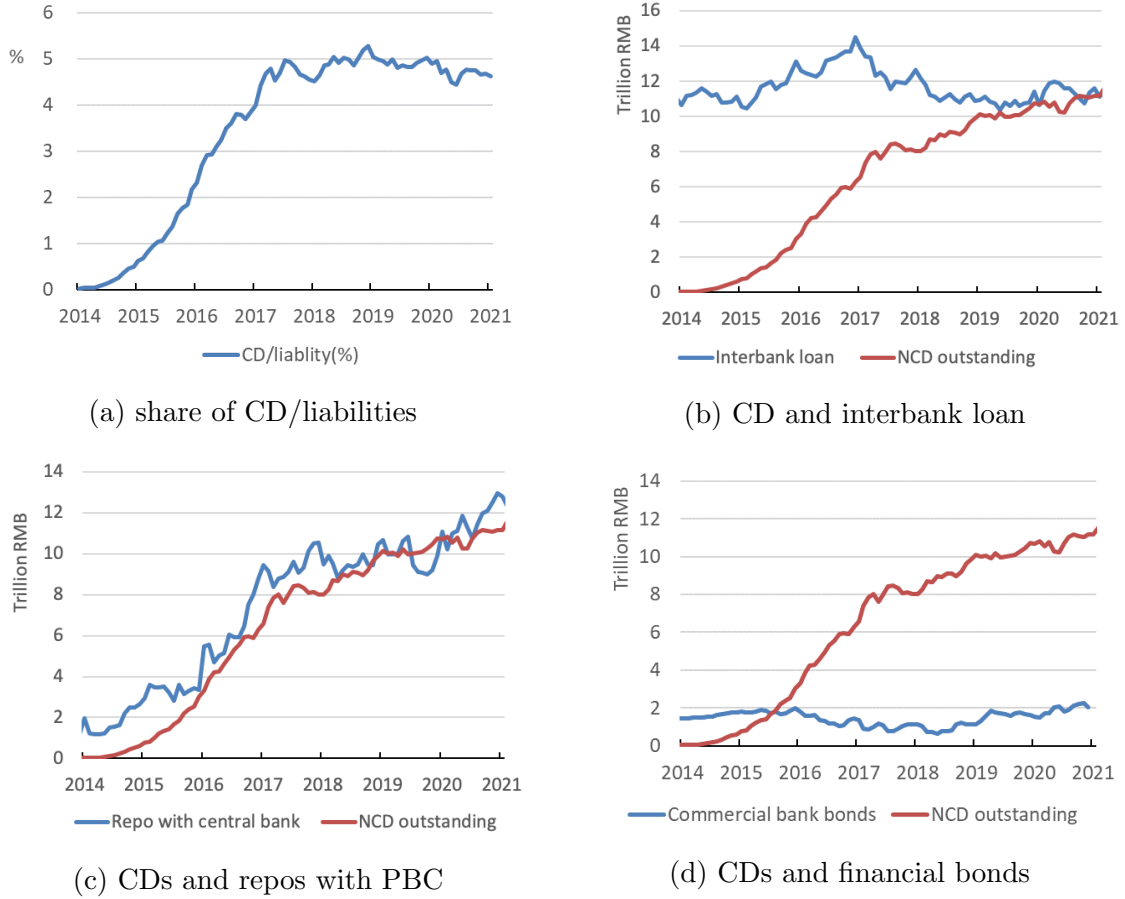 6
5
4
3
2
1
0
%
2014 2015 2016 2017 2018 2019 2020 2021
CD/liablity(%)
(a) share of CD/liabilities
Trillion RMB
16
14
12
10
8
6
4
2
0
2014 2015 2016 2017 2018 2019 2020 2021
Interbank loan NCD outstanding
(b) CD and interbank loan
Trillion RMB
14
12
10
8
6
4
2
0
2014 2015 2016 2017 2018 2019 2020 2021
Repo with central bank NCD outstanding
(c) CDs and repos with PBC
Trillion RMB
14
12
10
8
6
4
2
0
2014 2015 2016 2017 2018 2019 2020 2021
Commercial bank bonds NCD outstanding
(d) CDs and financial bonds